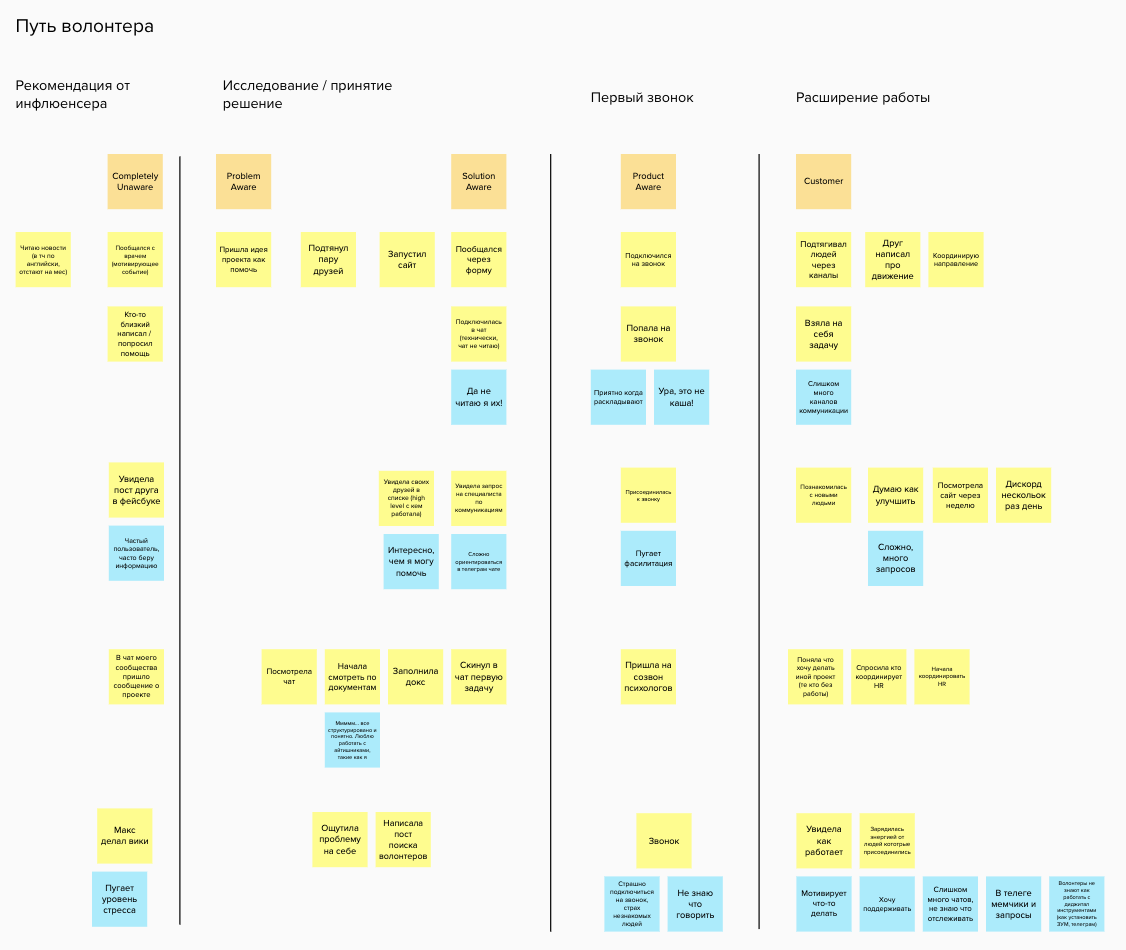 Путь волонтера
Рекомендация от
инфлюенсера
Исследование / принятие
решение
Первый звонок
Расширение работы
Completely
Unaware
Problem
Aware
Solution
Aware
Product
Aware
Customer
Читаю новости
(в тч по
английски,
отстают на мес)
Пообщался с
врачем
(мотивирующее
событие)
Пришла идея
проекта как
помочь
Подтянул
пару
друзей
Запустил
сайт
Пообщался
через
форму
Подключился
на звонок
Подтягивал
людей
через
каналы
Друг
написал
про
движение
Координирую
направление
Кто-то
близкий
написал /
попросил
помощь
Подключилась
в чат
(технически,
чат не читаю)
Попала на
звонок
Взяла на
себя
задачу
Да не
читаю я их!
Приятно когда
раскладывают
Ура, это не
каша!
Слишком
много
каналов
коммуникации
Увидела
пост друга
в фейсбуке
Увидела своих
друзей в
списке (high
level с кем
работала)
Увидела запрос
на специалиста
по
коммуникациям
Присоединилась
к звонку
Познакомилась
с новыми
людьми
Думаю как
улучшить
Посмотрела
сайт через
неделю
Дискорд
нескольок
раз день
Частый
пользователь,
часто беру
информацию
Интересно,
чем я могу
помочь
Сложно
ориентироваться
в телеграм чате
Пугает
фасилитация
Сложно,
много
запросов
В чат моего
сообщества
пришло
сообщение о
проекте
Посмотрела
чат
Начала
смотреть по
документам
Заполнила
докс
Скинул в
чат первую
задачу
Пришла на
созвон
психологов
Поняла что
хочу делать
иной проект
(те кто без
работы)
Спросила кто
координирует
HR
Начала
координировать
HR
Ммммм... все
структурировано и
понятно. Люблю
работать с
айтишниками,
такие как я
Макс
делал вики
Ощутила
проблему
на себе
Написала
пост
поиска
волонтеров
Звонок
Увидела
как
работает
Зарядилась
энергией от
людей кототрые
присоединились
Пугает
уровень
стресса
Страшно
подключиться
на звонок,
страх
незнакомых
людей
Не знаю
что
говорить
Мотивирует
что-то
делать
Хочу
поддерживать
Слишком
много чатов,
не знаю что
отслеживать
В телеге
мемчики и
запросы
Волонтеры не
знают как
работать с
диджитал
инструментами
(как установить
ЗУМ, телеграм)